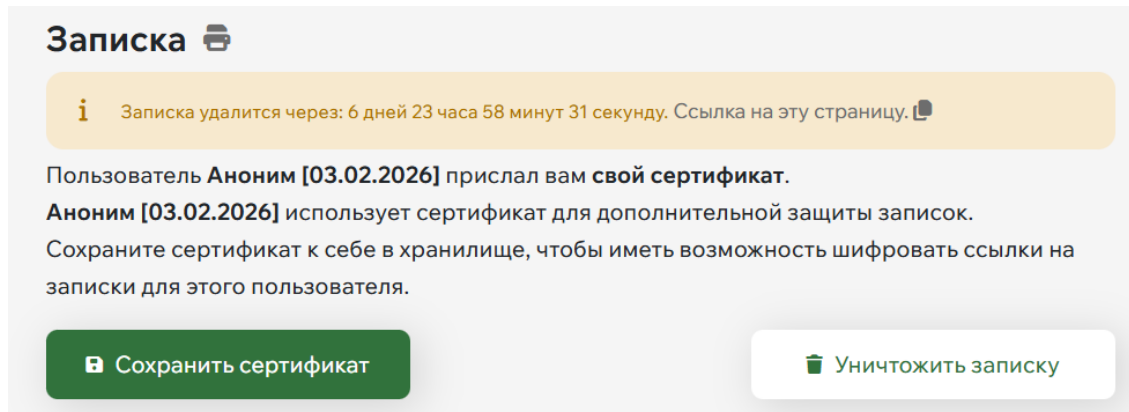 Записка
i Записка удалится через: 6 дней 23 часа 58 минут 31 секунду. Ссылка на эту страницу.
Пользователь Аноним [03.02.2026] прислал вам свой сертификат.
Аноним [03.02.2026] использует сертификат для дополнительной защиты записок.
Сохраните сертификат к себе в хранилище, чтобы иметь возможность шифровать ссылки на
записки для этого пользователя.
Сохранить сертификат
Уничтожить записку